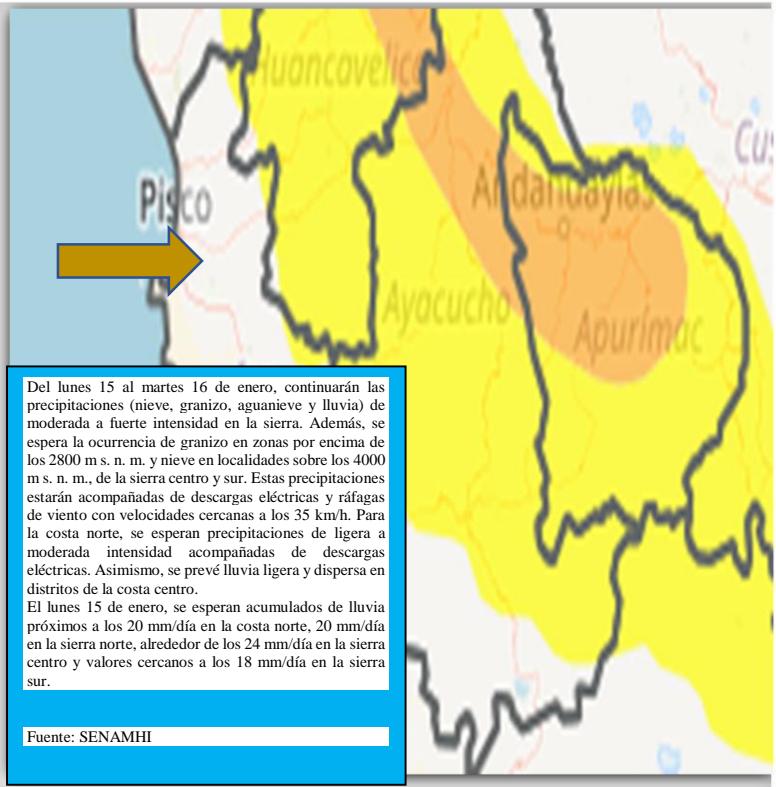 Huancavelica
Cus
Pisco
Andahuaylas
Ayacucho
Apurímac
Del lunes 15 al martes 16 de enero, continuarán las
precipitaciones (nieve, granizo, aguanieve y lluvia) de
moderada a fuerte intensidad en la sierra. Además, se
espera la ocurrencia de granizo en zonas por encima de
los 2800 m s. n. m. y nieve en localidades sobre los 4000
m s. n. m., de la sierra centro y sur. Estas precipitaciones
estarán acompañadas de descargas eléctricas y ráfagas
de viento con velocidades cercanas a los 35 km/h. Para
la costa norte, se esperan precipitaciones de ligera a
moderada intensidad acompañadas de descargas
eléctricas. Asimismo, se prevé lluvia ligera y dispersa en
distritos de la costa centro.
El lunes 15 de enero, se esperan acumulados de lluvia
próximos a los 20 mm/día en la costa norte, 20 mm/día
en la sierra norte, alrededor de los 24 mm/día en la sierra
centro y valores cercanos a los 18 mm/día en la sierra
sur.
Fuente: SENAMHI